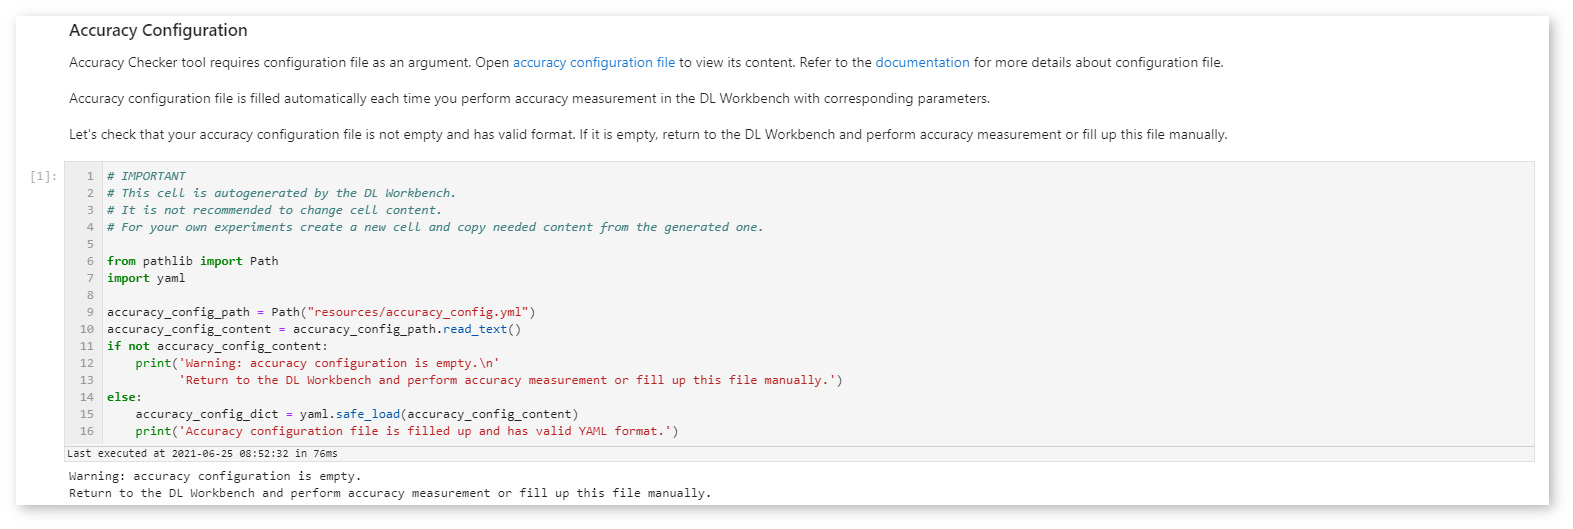 Accuracy Configuration
Accuracy Checker tool requires configuration file as an argument. Open accuracy configuration file to view its content. Refer to the documentation for more details about configuration file.
Accuracy configuration file is filled automatically each time you perform accuracy measurement in the DL Workbench with corresponding parameters.
Let's check that your accuracy configuration file is not empty and has valid format. If it is empty, return to the DL Workbench and perform accuracy measurement or fill up this file manually.
[1]:
1 # IMPORTANT
2 # This cell is autogenerated by the DL Workbench.
3 # It is not recommended to change cell content.
4 # For your own experiments create a new cell and copy needed content from the generated one.
5
6 from pathlib import Path
7 import yaml
8
9 accuracy_config_path = Path("resources/accuracy_config.yml")
10 accuracy_config_content = accuracy_config_path.read_text()
11 if not accuracy_config_content:
12     print('Warning: accuracy configuration is empty.\n'
13           'Return to the DL Workbench and perform accuracy measurement or fill up this file manually.')
14 else:
15     accuracy_config_dict = yaml.safe_load(accuracy_config_content)
16     print('Accuracy configuration file is filled up and has valid YAML format.')
Last executed at 2021-06-25 08:52:32 in 76ms
Warning: accuracy configuration is empty.
Return to the DL Workbench and perform accuracy measurement or fill up this file manually.